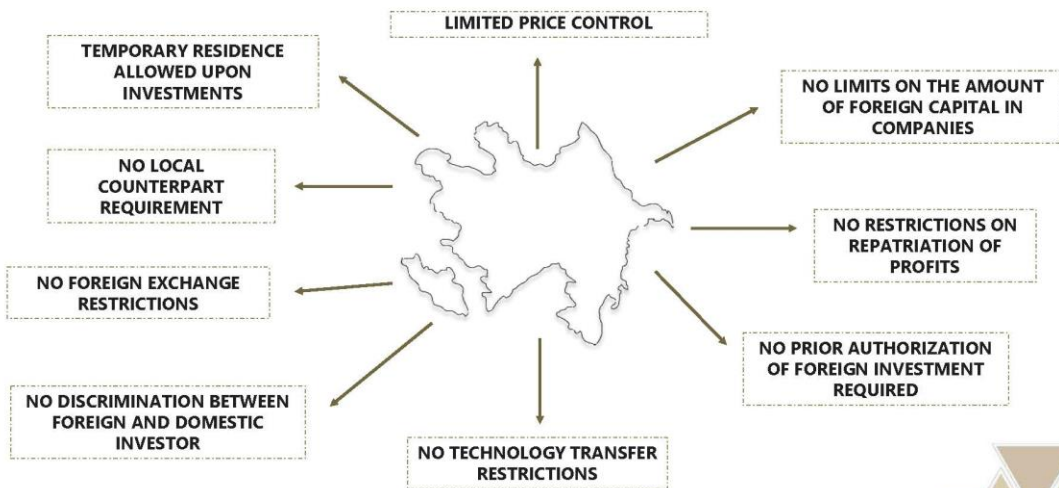 LIMITED PRICE CONTROL
TEMPORARY RESIDENCE
ALLOWED UPON
INVESTMENTS
NO LIMITS ON THE AMOUNT
OF FOREIGN CAPITAL IN
COMPANIES
NO LOCAL
COUNTERPART
REQUIREMENT
NO RESTRICTIONS ON
REPATRIATION OF
PROFITS
NO FOREIGN EXCHANGE
RESTRICTIONS
NO PRIOR AUTHORIZATION
OF FOREIGN INVESTMENT
REQUIRED
NO DISCRIMINATION BETWEEN
FOREIGN AND DOMESTIC
INVESTOR
NO TECHNOLOGY TRANSFER
RESTRICTIONS